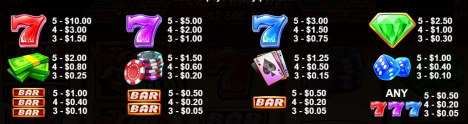 5 - $10.00
4 - $3.00
3 - $1.50
5 - $5.00
4 - $2.00
3 - $1.00
5 - $3.00
4 - $1.50
3 - $0.75
5 - $2.50
4 - $1.00
3 - $0.50
5 - $2.00
4 - $0.80
3 - $0.25
5 - $1.50
4 - $0.60
3 - $0.20
5 - $1.25
4 - $0.50
3 - $0.15
5 - $1.00
4 - $0.40
3 - $0.10
BAR
BAR
BAR
5 - $1.00
4 - $0.40
3 - $0.10
BAR
BAR
5 - $0.50
4 - $0.20
3 - $0.05
BAR
5 - $0.50
4 - $0.20
3 - $0.05
ANY
777
5 - $0.50
4 - $0.20
3 - $0.05